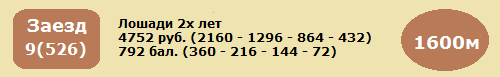 Заезд
9(526)
Лошади 2х лет
4752 руб. (2160 - 1296 - 864 - 432)
792 бал. (360 - 216 - 144 - 72)
1600м